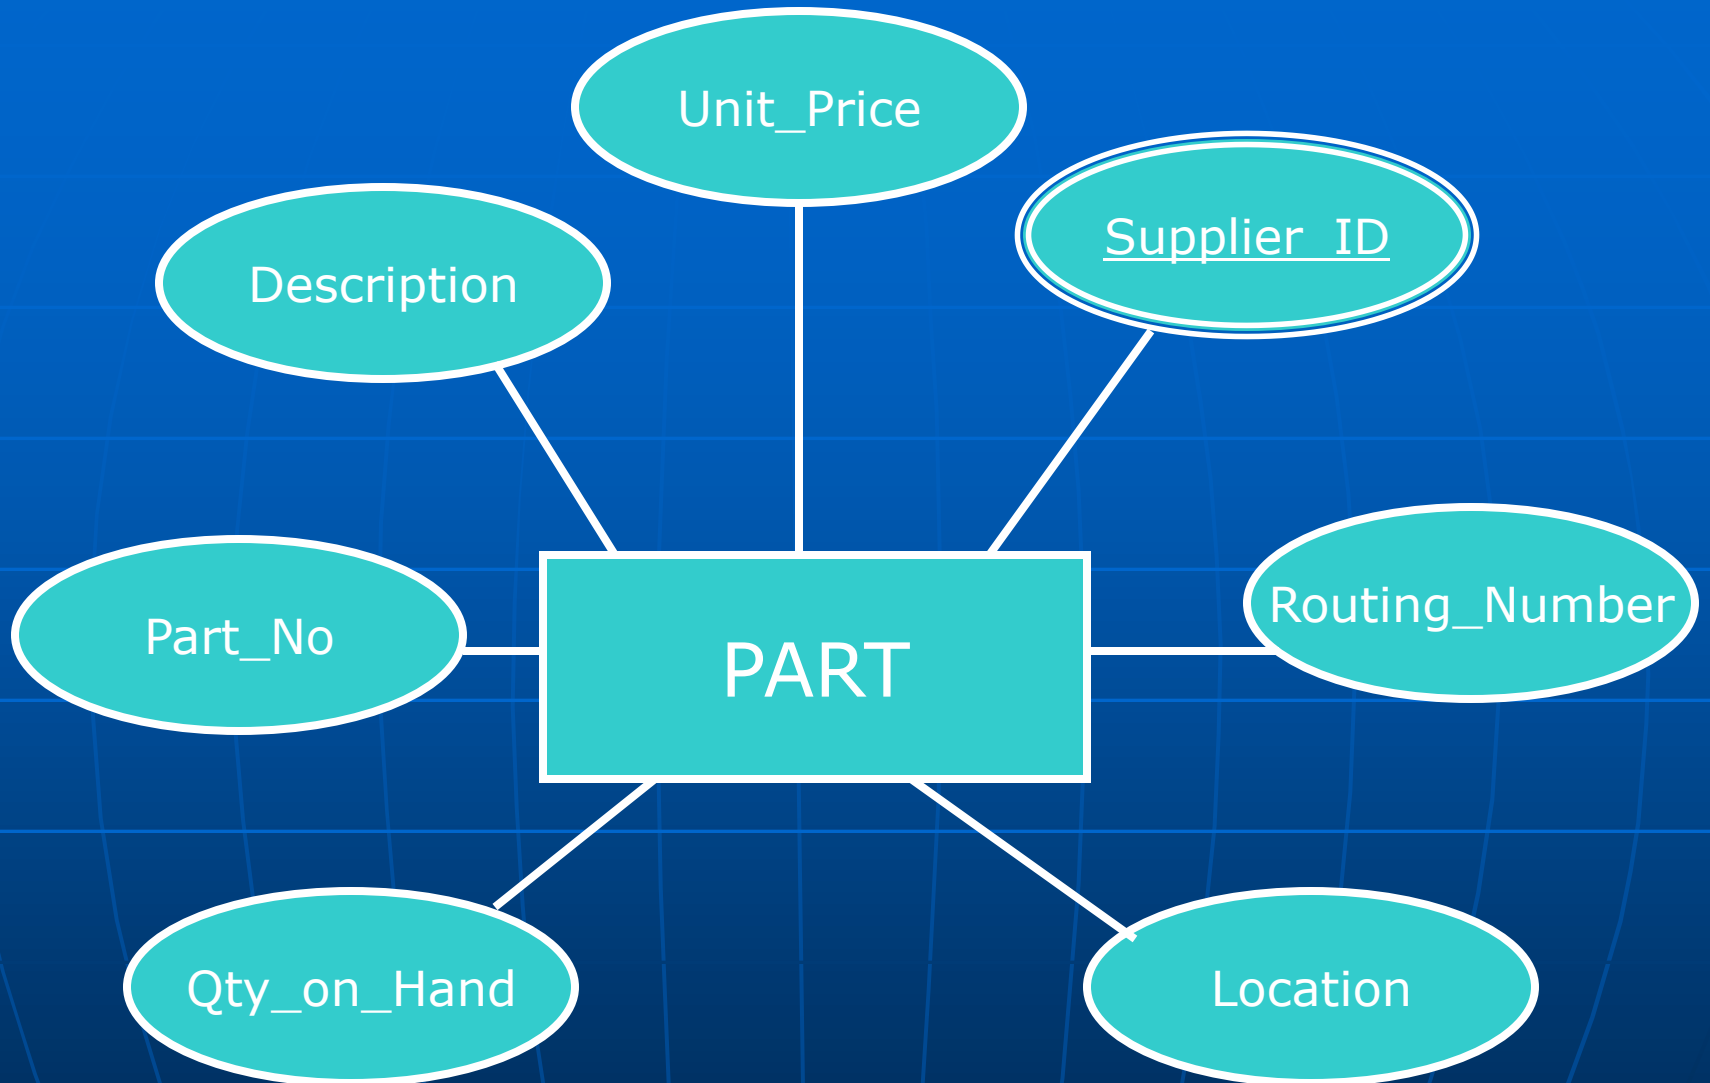 Unit_Price
Supplier_ID
Description
Routing_Number
Part_No
PART
Qty_on_Hand
Location